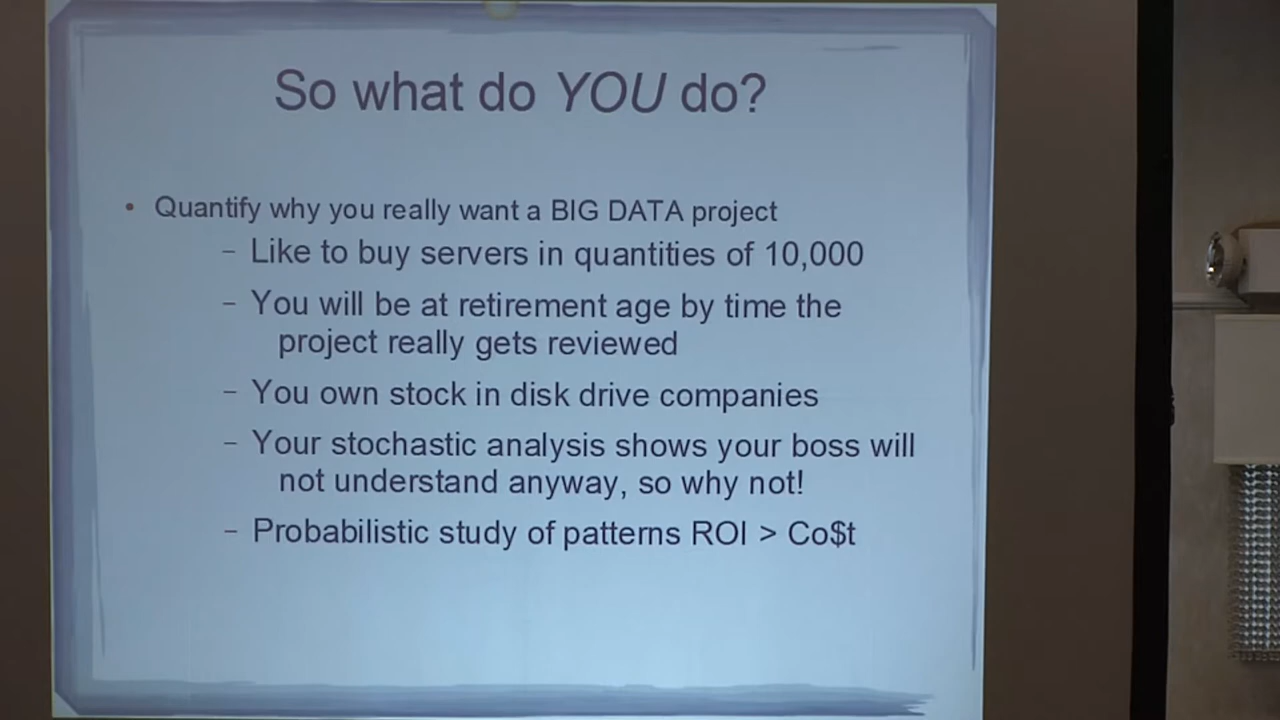 So what do YOU do?
• Quantify why you really want a BIG DATA project
– Like to buy servers in quantities of 10,000
– You will be at retirement age by time the
project really gets reviewed
– You own stock in disk drive companies
– Your stochastic analysis shows your boss will
not understand anyway, so why not!
– Probabilistic study of patterns ROI > Co$t